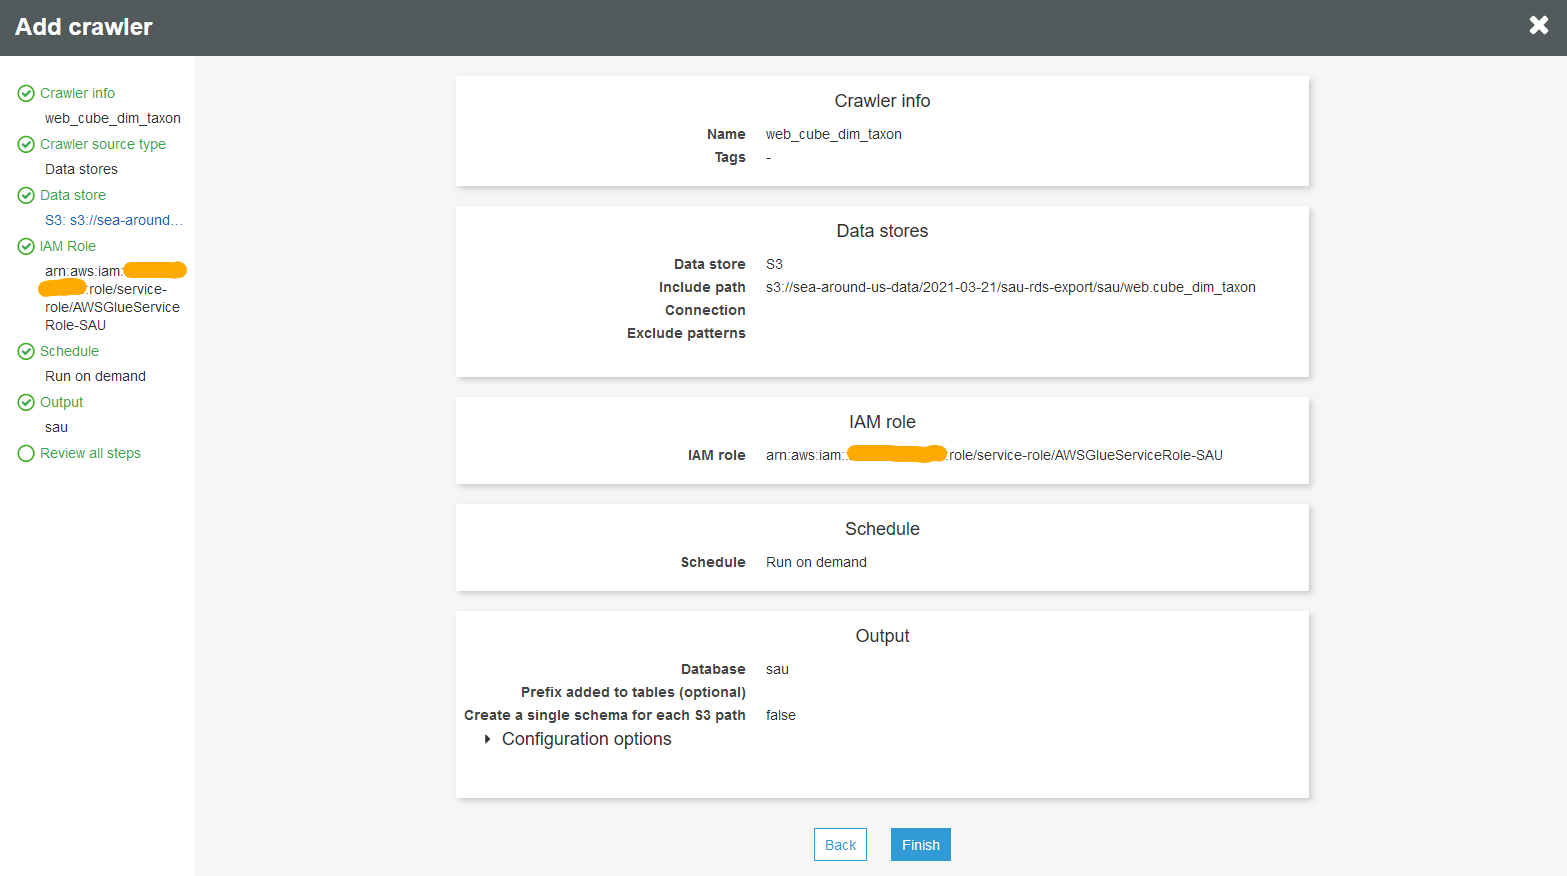 Add crawler
Crawler info
web_cube_dim_taxon
Crawler source type
Data stores
Data store
S3: s3://sea-around...
IAM Role
arn:aws:iam:
:role/service-
role/AWSGlueService
Role-SAU
Schedule
Run on demand
Output
sau
Review all steps
Crawler info
Name web_cube_dim_taxon
Tags -
Data stores
Data store S3
Include path s3://sea-around-us-data/2021-03-21/sau-rds-export/sau/web.cube_dim_taxon
Connection
Exclude patterns
IAM role
IAM role arn:aws:iam:: :role/service-role/AWSGlueServiceRole-SAU
Schedule
Schedule Run on demand
Output
Database sau
Prefix added to tables (optional)
Create a single schema for each S3 path false
Configuration options
Back Finish